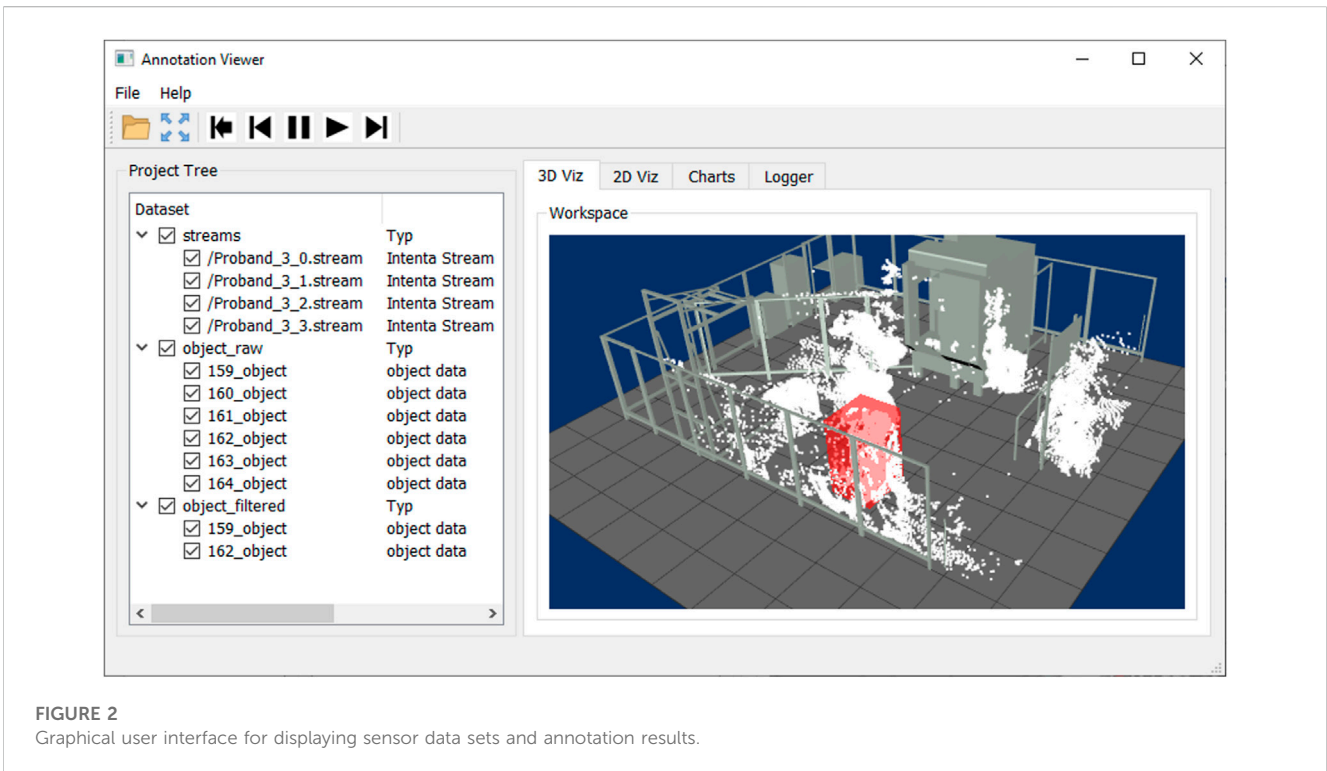 Annotation Viewer
File Help
Project Tree
Dataset
streams Typ
/Proband_3_0.stream Intenta Stream
/Proband_3_1.stream Intenta Stream
/Proband_3_2.stream Intenta Stream
/Proband_3_3.stream Intenta Stream
object_raw Typ
159_object object data
160_object object data
161_object object data
162_object object data
163_object object data
164_object object data
object_filtered Typ
159_object object data
162_object object data
3D Viz 2D Viz Charts Logger
Workspace
FIGURE 2
Graphical user interface for displaying sensor data sets and annotation results.